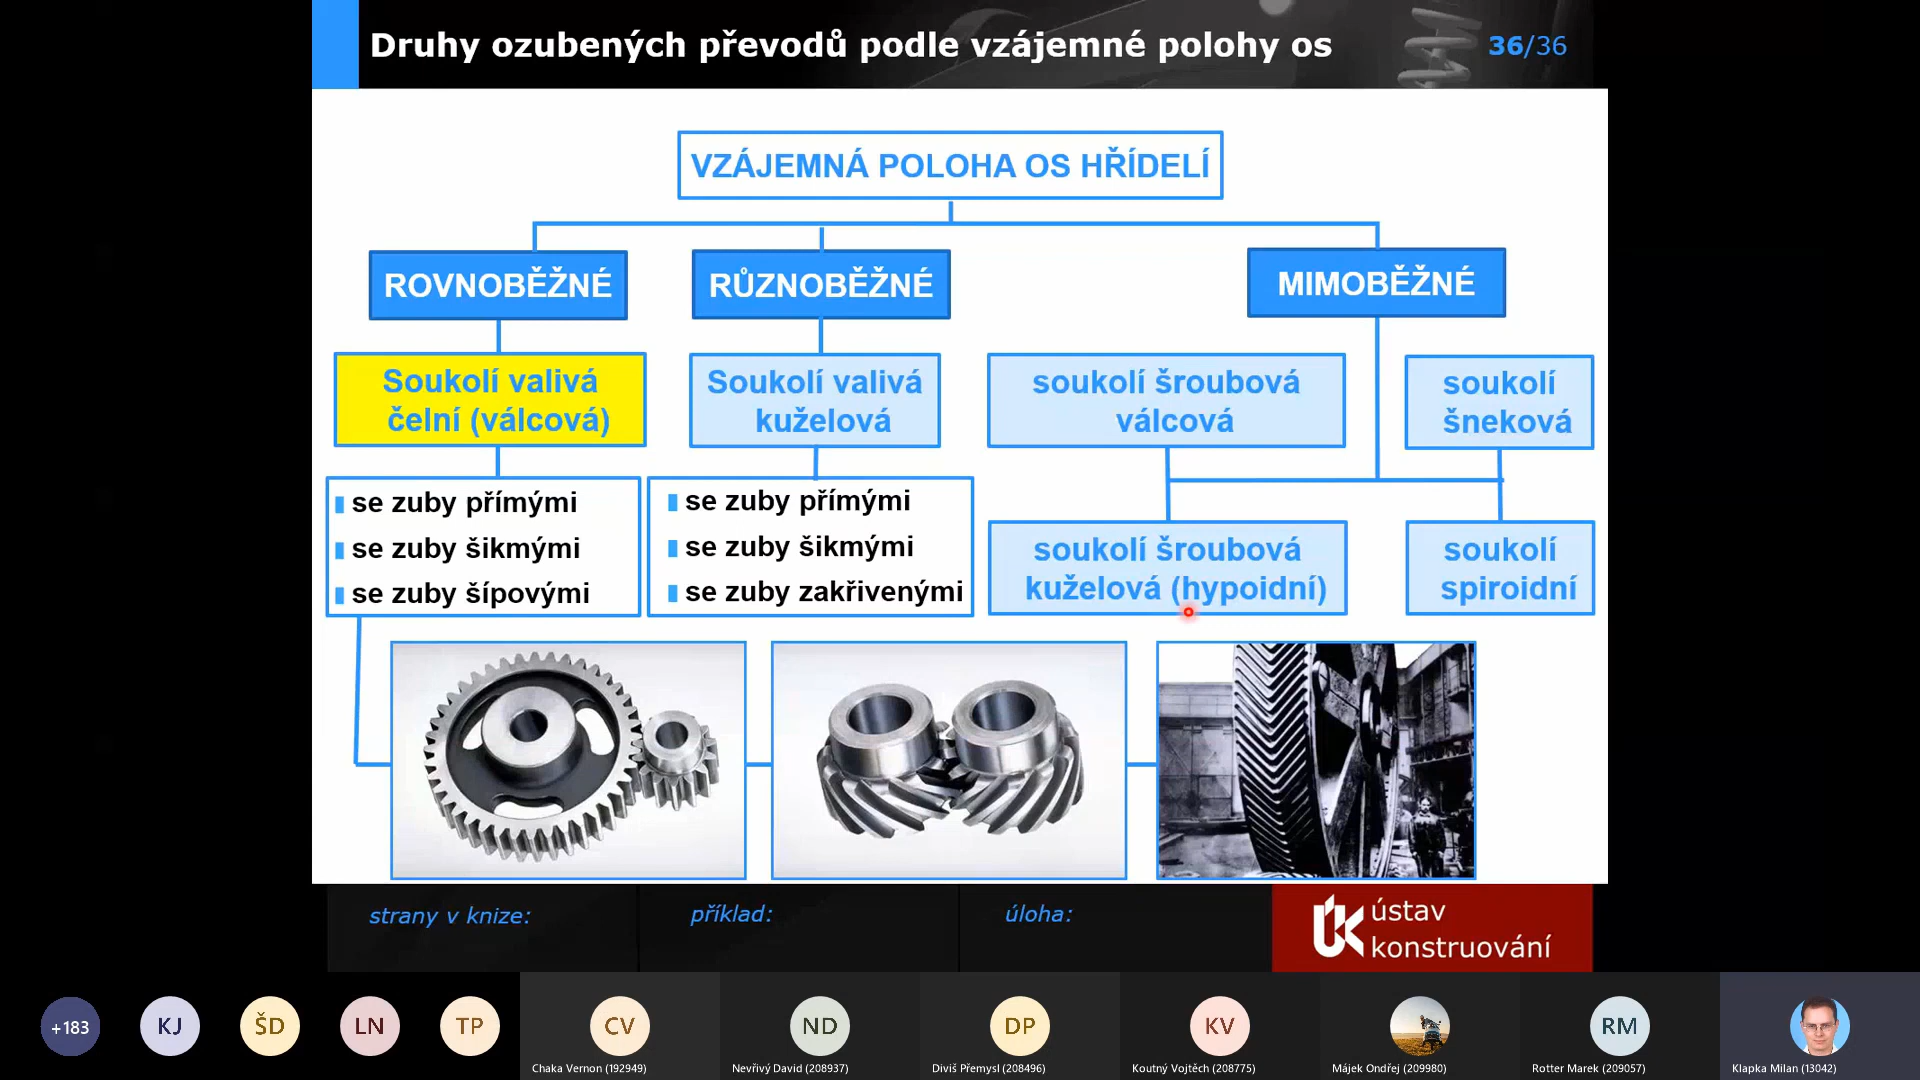 Druhy ozubených převodů podle vzájemné polohy os
36/36
VZÁJEMNÁ POLOHA OS HŘÍDELÍ
ROVNOBĚŽNÉ
RŮZNOBĚŽNÉ
MIMOBĚŽNÉ
Soukolí valivá
čelní (válcová)
Soukolí valivá
kuželová
soukolí šroubová
válcová
soukolí
šneková
se zuby přímými
se zuby šikmými
se zuby šípovými
se zuby přímými
se zuby šikmými
se zuby zakřivenými
soukolí šroubová
kuželová (hypoidní)
soukolí
spiroidní
strany v knize:
příklad:
úloha:
ÚK
ústav
konstruování
+183
KJ
ŠD
LN
TP
CV
Chaka Vernon (192949)
ND
Nevřivý David (208937)
DP
Diviš Přemysl (208496)
KV
Koutný Vojtěch (208775)
Májek Ondřej (209980)
RM
Rotter Marek (209057)
Klapka Milan (13042)